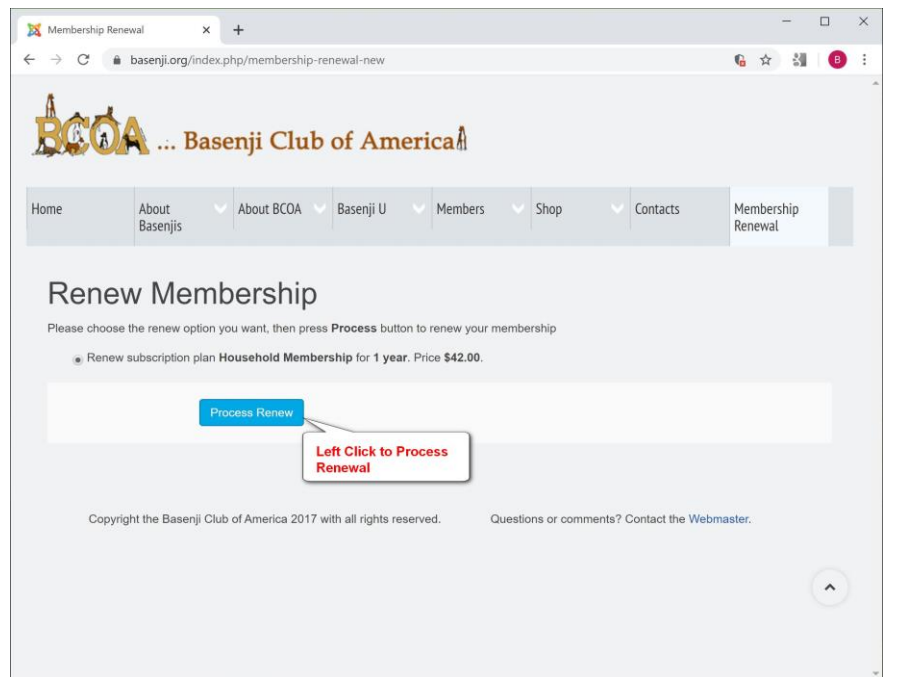 Membership Renewal
basenji.org/index.php/membership-renewal-new
B
BCOA ... Basenji Club of America
Home
About
Basenjis
About BCOA
Basenji U
Members
Shop
Contacts
Membership
Renewal
Renew Membership
Please choose the renew option you want, then press Process button to renew your membership
Renew subscription plan Household Membership for 1 year. Price $42.00.
Process Renew
Left Click to Process
Renewal
Copyright the Basenji Club of America 2017 with all rights reserved.
Questions or comments? Contact the Webmaster.